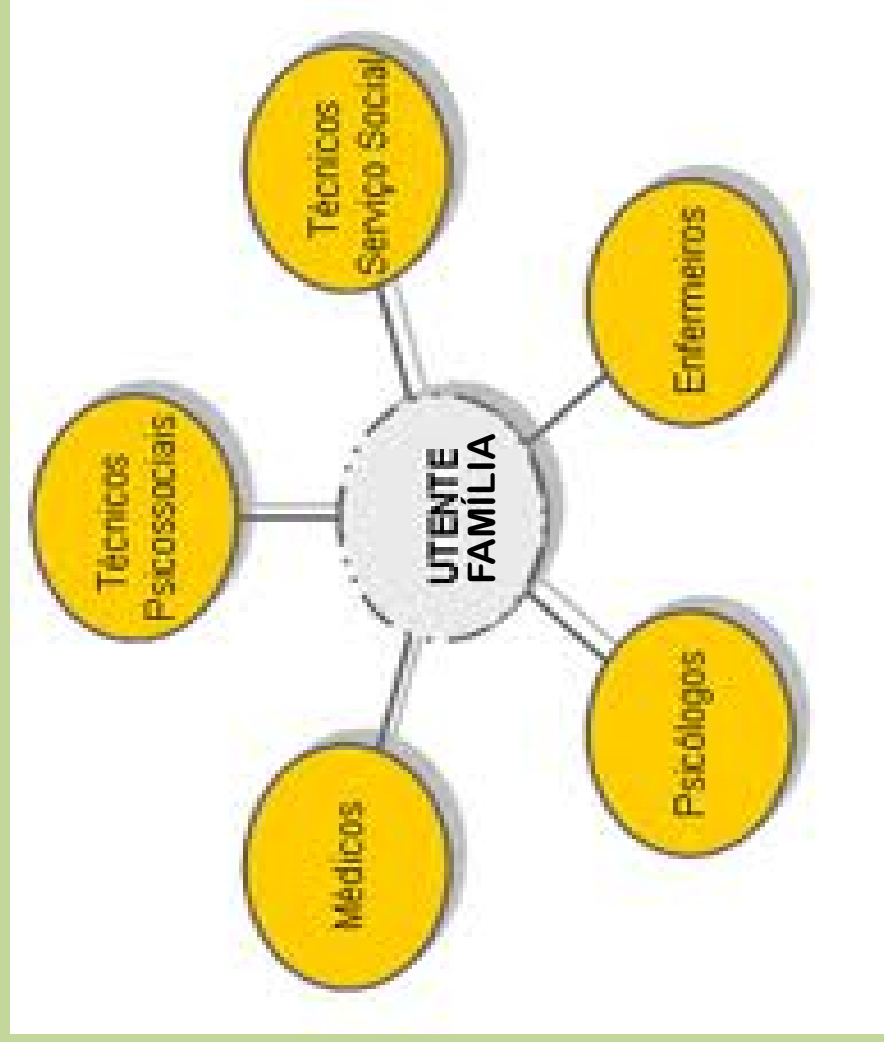 Técnicos
Psicossociais
Médicos
Técnicos
Serviço Social
UTENTE
FAMÍLIA
Psicólogos
Enfermeiros